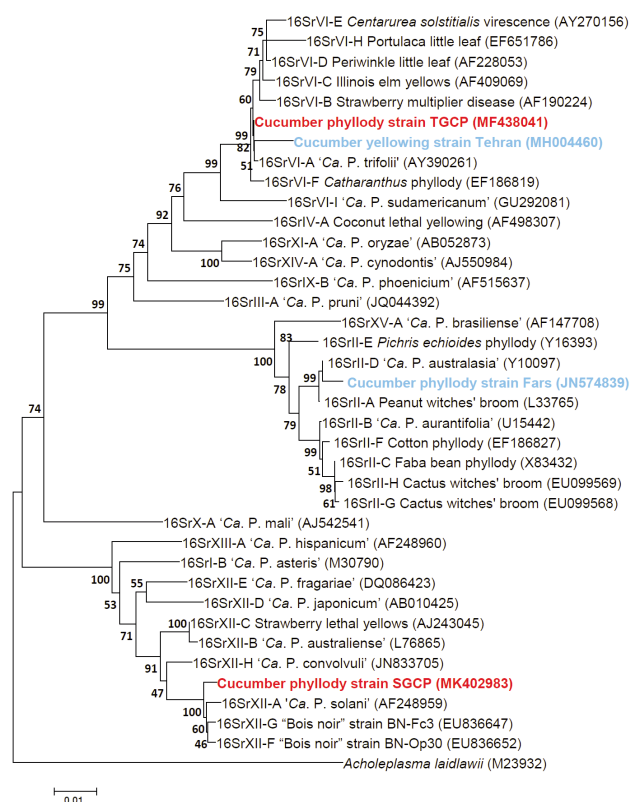 16SrVI-E Centarurea solstitialis virescence (AY270156)
75
16SrVI-H Portulaca little leaf (EF651786)
71
16SrVI-D Periwinkle little leaf (AF228053)
79
16SrVI-C Illinois elm yellows (AF409069)
60
16SrVI-B Strawberry multiplier disease (AF190224)
Cucumber phyllody strain TGCP (MF438041)
99
Cucumber yellowing strain Tehran (MH004460)
82
16SrVI-A ‘Ca. P. trifolii' (AY390261)
99
51
16SrVI-F Catharanthus phyllody (EF186819)
76
16SrVI-I ‘Ca. P. sudamericanum’ (GU292081)
92
16SrIV-A Coconut lethal yellowing (AF498307)
16SrXI-A ‘Ca. P. oryzae’ (AB052873)
74
100
16SrXIV-A ‘Ca. P. cynodontis’ (AJ550984)
75
16SrIX-B ‘Ca. P. phoenicium’ (AF515637)
99
16SrIII-A ‘Ca. P. pruni’ (JQ044392)
16SrXV-A ‘Ca. P. brasiliense’ (AF147708)
83
16SrII-E Pichris echioides phyllody (Y16393)
100
16SrII-D ‘Ca. P. australasia’ (Y10097)
99
Cucumber phyllody strain Fars (JN574839)
78
16SrII-A Peanut witches' broom (L33765)
74
79
16SrII-B ‘Ca. P. aurantifolia’ (U15442)
16SrII-F Cotton phyllody (EF186827)
99
16SrII-C Faba bean phyllody (X83432)
51
16SrII-H Cactus witches' broom (EU099569)
98
16SrII-G Cactus witches' broom (EU099568)
61
16SrX-A ‘Ca. P. mali’ (AJ542541)
16SrXIII-A ‘Ca. P. hispanicum’ (AF248960)
100
16SrI-B ‘Ca. P. asteris’ (M30790)
55
16SrXII-E ‘Ca. P. fragariae’ (DQ086423)
53
16SrXII-D ‘Ca. P. japonicum’ (AB010425)
71
100
16SrXII-C Strawberry lethal yellows (AJ243045)
16SrXII-B ‘Ca. P. australiense’ (L76865)
91
16SrXII-H ‘Ca. P. convolvuli’ (JN833705)
47
Cucumber phyllody strain SGCP (MK402983)
100
16SrXII-A 'Ca. P. solani’ (AF248959)
16SrXII-G “Bois noir” strain BN-Fc3 (EU836647)
60
16SrXII-F “Bois noir” strain BN-Op30 (EU836652)
46
Acholeplasma laidlawii (M23932)
0.01